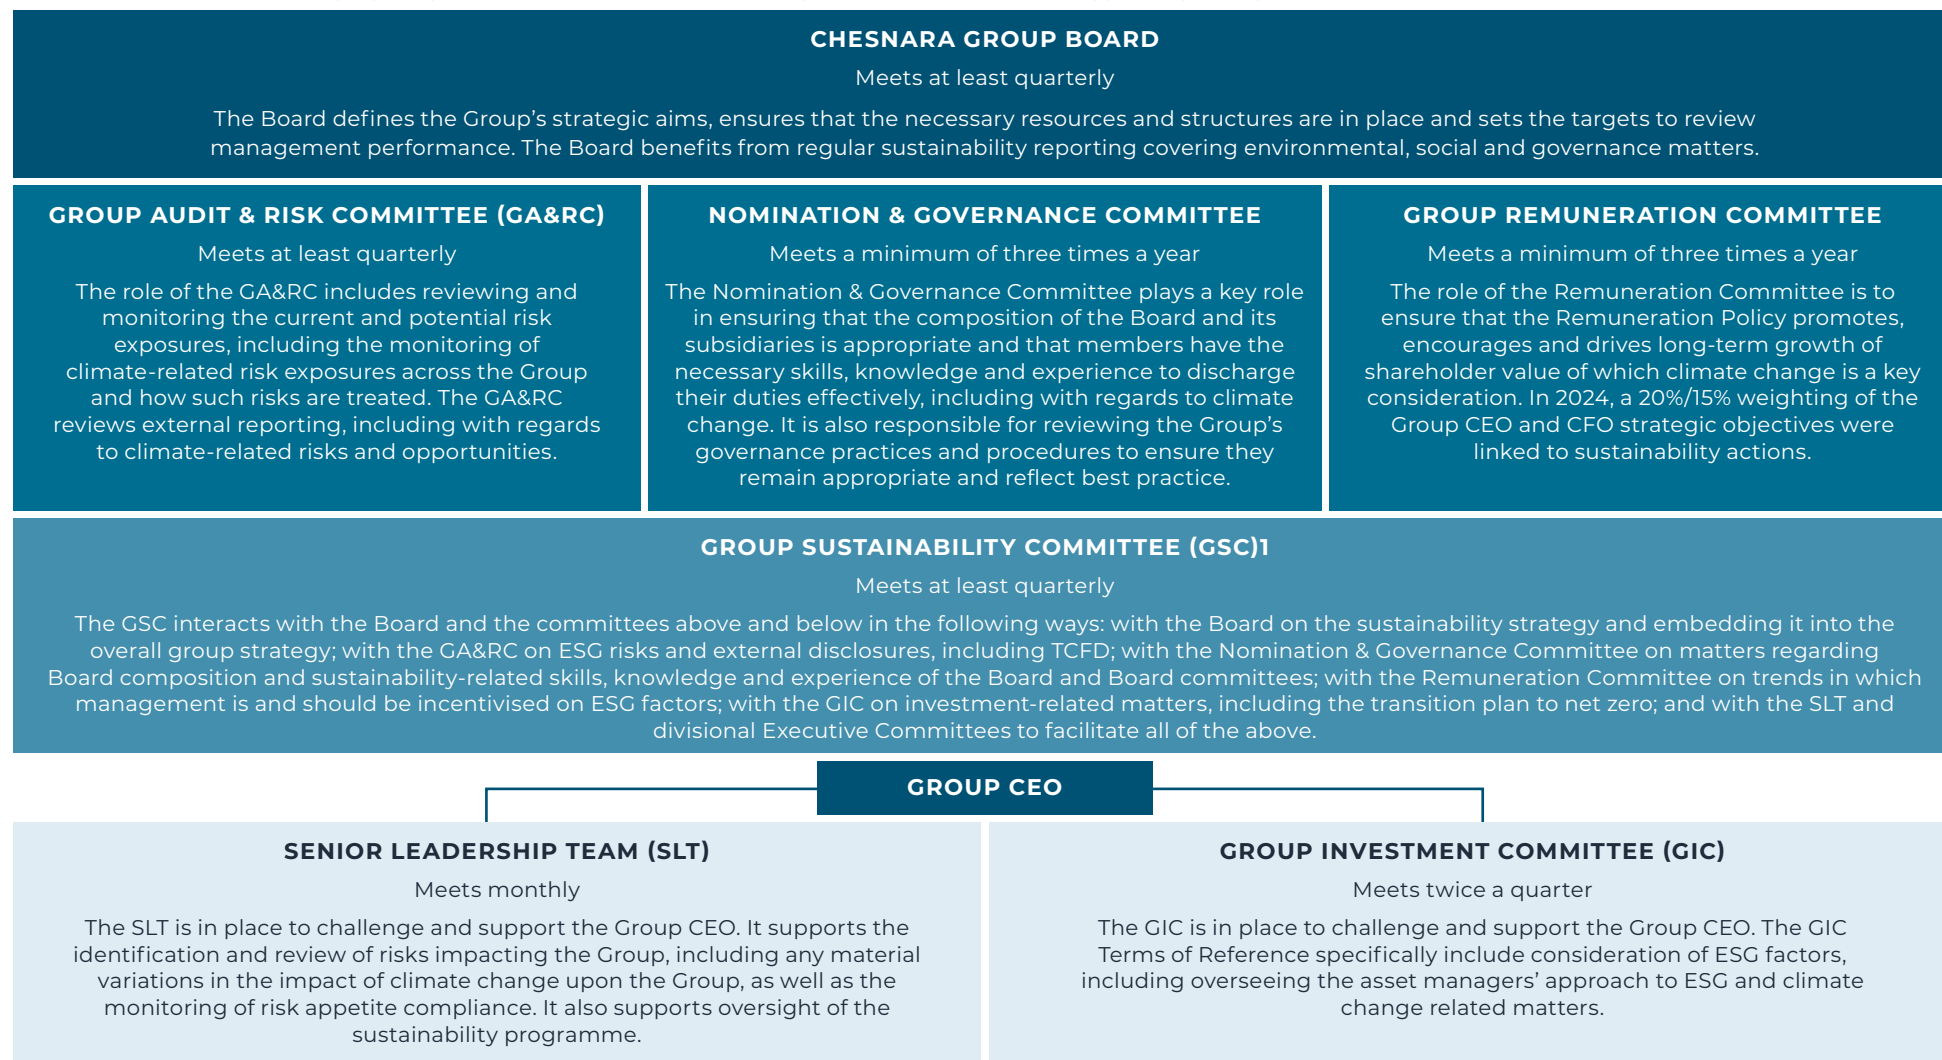 CHESNARA GROUP BOARD
Meets at least quarterly
The Board defines the Group’s strategic aims, ensures that the necessary resources and structures are in place and sets the targets to review
management performance. The Board benefits from regular sustainability reporting covering environmental, social and governance matters.
GROUP AUDIT & RISK COMMITTEE (GA&RC)
Meets at least quarterly
The role of the GA&RC includes reviewing and
monitoring the current and potential risk
exposures, including the monitoring of
climate-related risk exposures across the Group
and how such risks are treated. The GA&RC
reviews external reporting, including with regards
to climate-related risks and opportunities.
NOMINATION & GOVERNANCE COMMITTEE
Meets a minimum of three times a year
The Nomination & Governance Committee plays a key role
in ensuring that the composition of the Board and its
subsidiaries is appropriate and that members have the
necessary skills, knowledge and experience to discharge
their duties effectively, including with regards to climate
change. It is also responsible for reviewing the Group’s
governance practices and procedures to ensure they
remain appropriate and reflect best practice.
GROUP REMUNERATION COMMITTEE
Meets a minimum of three times a year
The role of the Remuneration Committee is to
ensure that the Remuneration Policy promotes,
encourages and drives long-term growth of
shareholder value of which climate change is a key
consideration. In 2024, a 20%/15% weighting of the
Group CEO and CFO strategic objectives were
linked to sustainability actions.
GROUP SUSTAINABILITY COMMITTEE (GSC)1
Meets at least quarterly
The GSC interacts with the Board and the committees above and below in the following ways: with the Board on the sustainability strategy and embedding it into the
overall group strategy; with the GA&RC on ESG risks and external disclosures, including TCFD; with the Nomination & Governance Committee on matters regarding
Board composition and sustainability-related skills, knowledge and experience of the Board and Board committees; with the Remuneration Committee on trends in which
management is and should be incentivised on ESG factors; with the GIC on investment-related matters, including the transition plan to net zero; and with the SLT and
divisional Executive Committees to facilitate all of the above.
GROUP CEO
SENIOR LEADERSHIP TEAM (SLT)
Meets monthly
The SLT is in place to challenge and support the Group CEO. It supports the
identification and review of risks impacting the Group, including any material
variations in the impact of climate change upon the Group, as well as the
monitoring of risk appetite compliance. It also supports oversight of the
sustainability programme.
GROUP INVESTMENT COMMITTEE (GIC)
Meets twice a quarter
The GIC is in place to challenge and support the Group CEO. The GIC
Terms of Reference specifically include consideration of ESG factors,
including overseeing the asset managers’ approach to ESG and climate
change related matters.